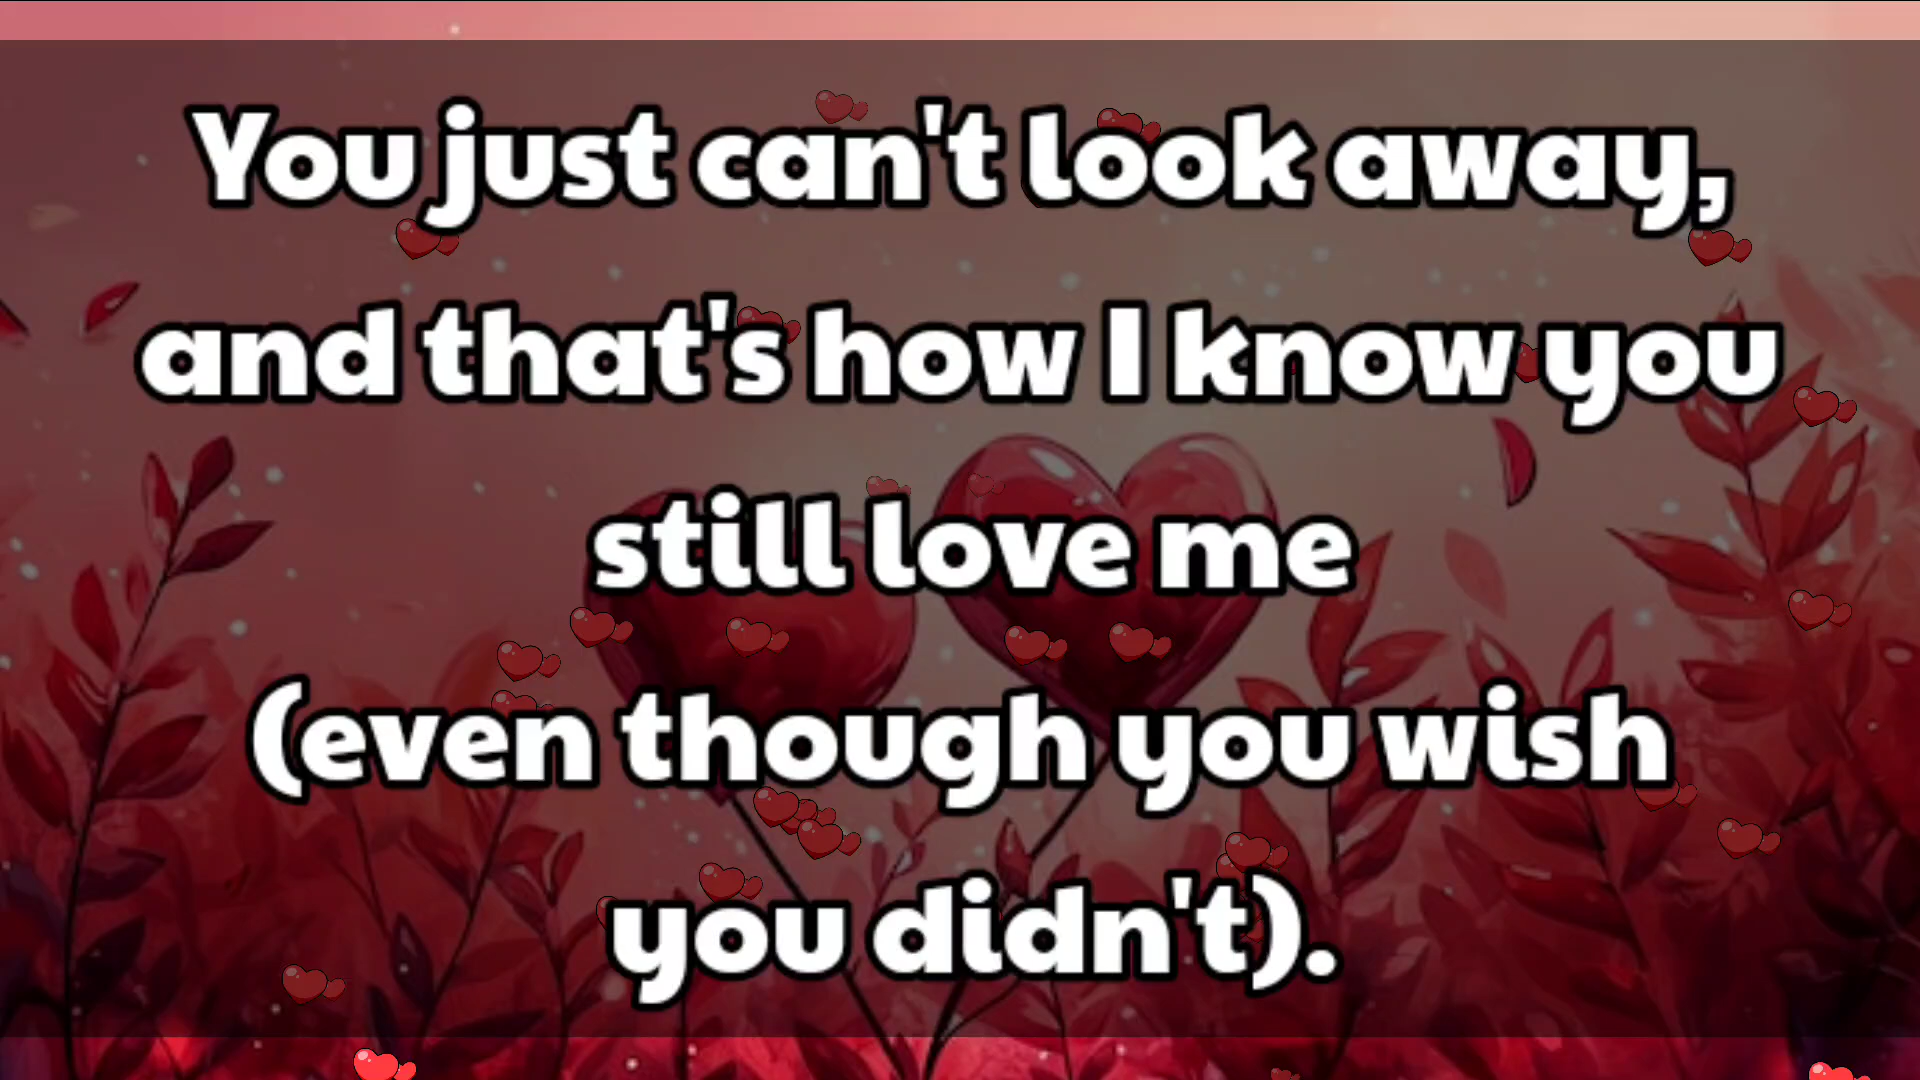 You just can't look away,
and that's how I know you
still love me
(even though you wish
you didn't).